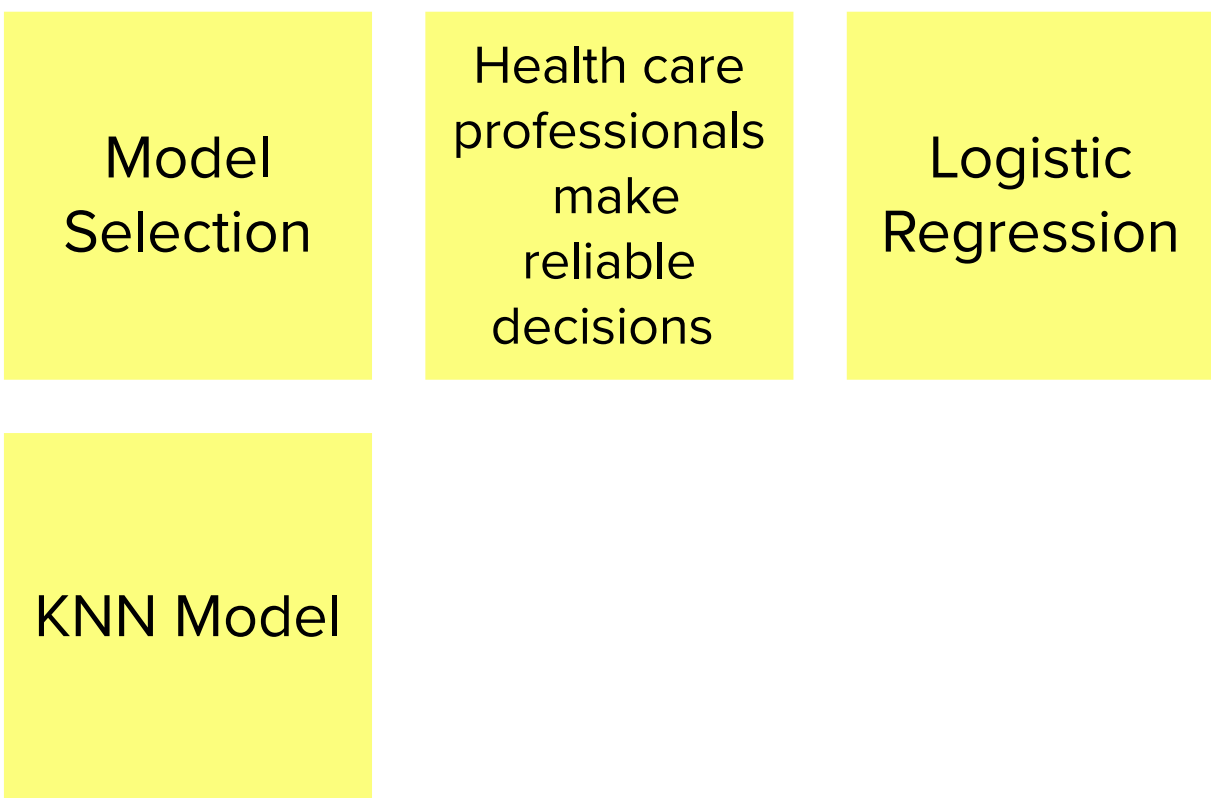 Model
Selection
Health care
professionals
make
reliable
decisions
Logistic
Regression
KNN Model